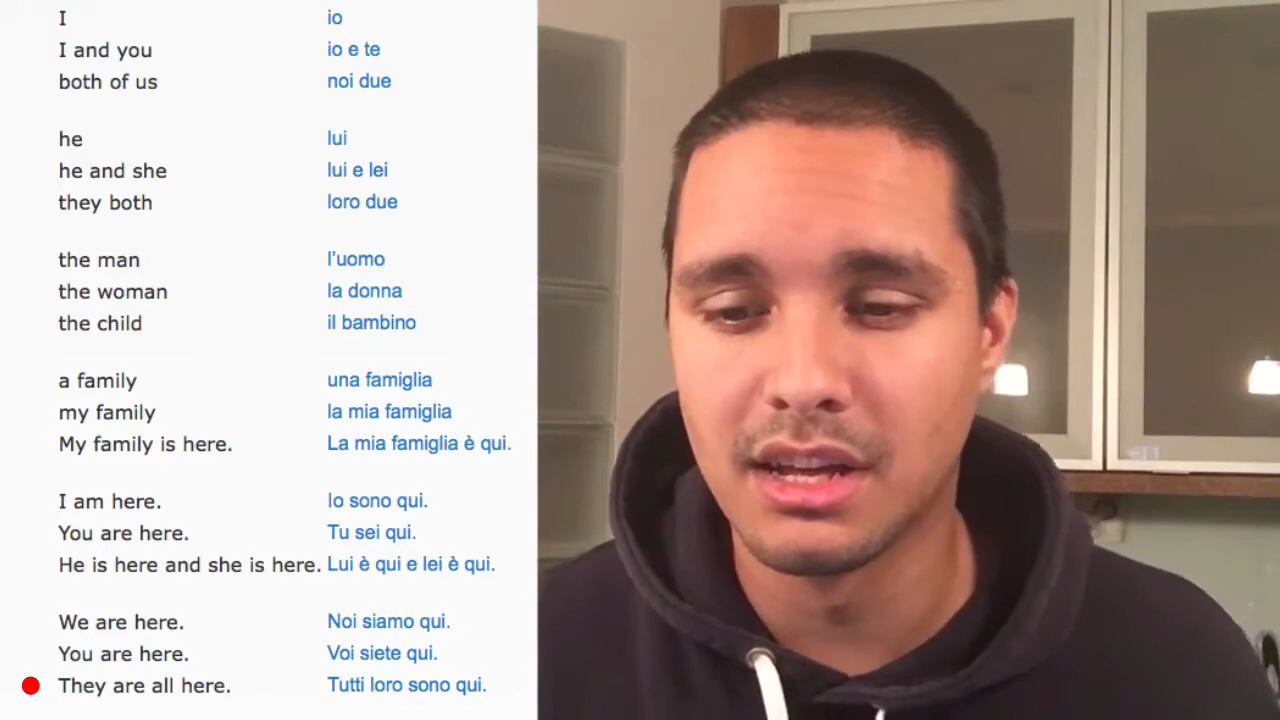 I io
I and you io e te
both of us noi due
he lui
he and she lui e lei
they both loro due
the man l'uomo
the woman la donna
the child il bambino
a family una famiglia
my family la mia famiglia
My family is here. La mia famiglia è qui.
I am here. Io sono qui.
You are here. Tu sei qui.
He is here and she is here. Lui è qui e lei è qui.
We are here. Noi siamo qui.
You are here. Voi siete qui.
They are all here. Tutti loro sono qui.